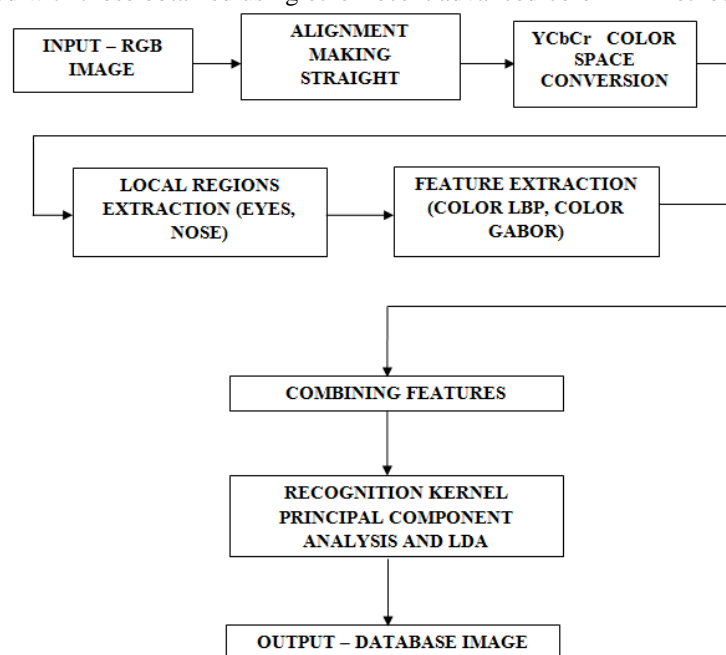 INPUT – RGB
IMAGE
ALIGNMENT
MAKING
STRAIGHT
YCbCr COLOR
SPACE
CONVERSION
LOCAL REGIONS
EXTRACTION (EYES,
NOSE)
FEATURE EXTRACTION
(COLOR LBP, COLOR
GABOR)
COMBINING FEATURES
RECOGNITION KERNEL
PRINCIPAL COMPONENT
ANALYSIS AND LDA
OUTPUT – DATABASE IMAGE